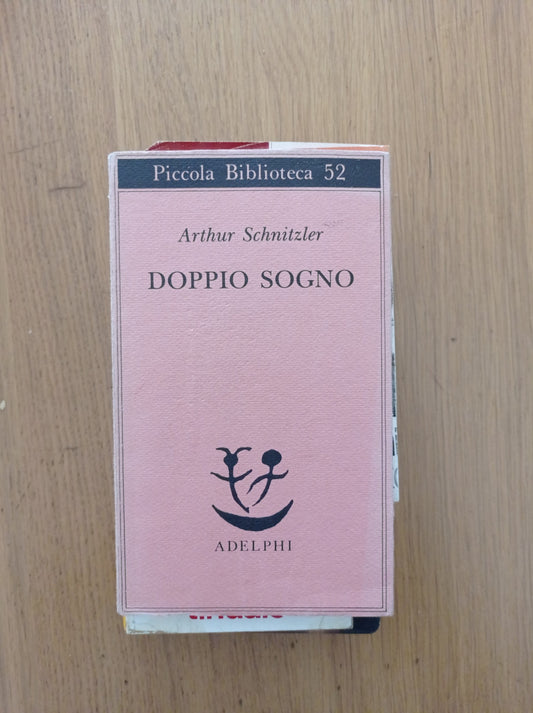 Piccola Biblioteca 52
Arthur Schnitzler
DOPPIO SOGNO
ADELPHI